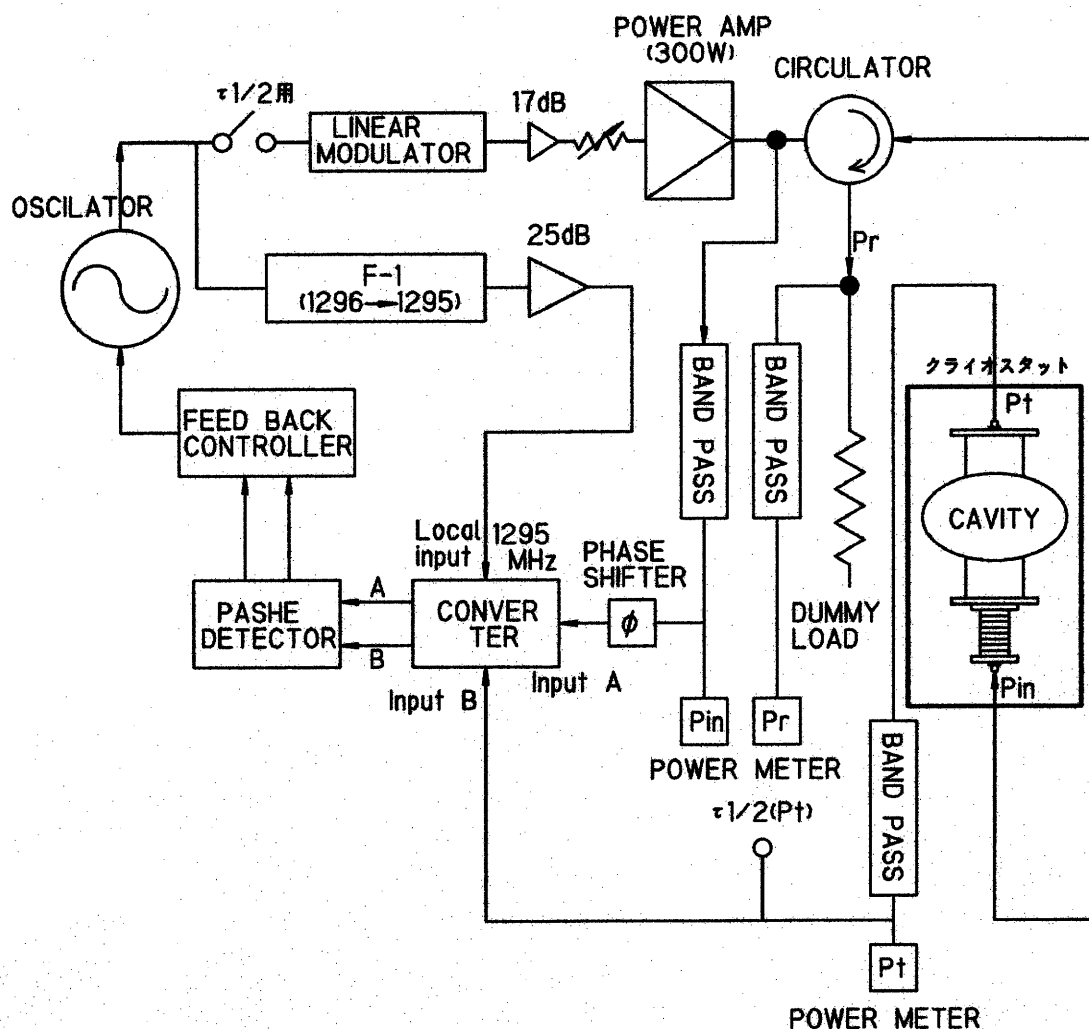 POWER AMP
(300W)
CIRCULATOR
τ1/2用
17dB
LINEAR
MODULATOR
OSCILATOR
25dB
Pr
F-1
(1296→1295)
BAND PASS
BAND PASS
クライオスタット
Pt
FEED BACK
CONTROLLER
CAVITY
Local
input
1295
MHz
PHASE
SHIFTER
A
PASHE
DETECTOR
CONVER
TER
φ
DUMMY
LOAD
B
Input B
Input A
Pin
Pin
Pr
POWER METER
BAND PASS
τ1/2(Pt)
Pt
POWER METER